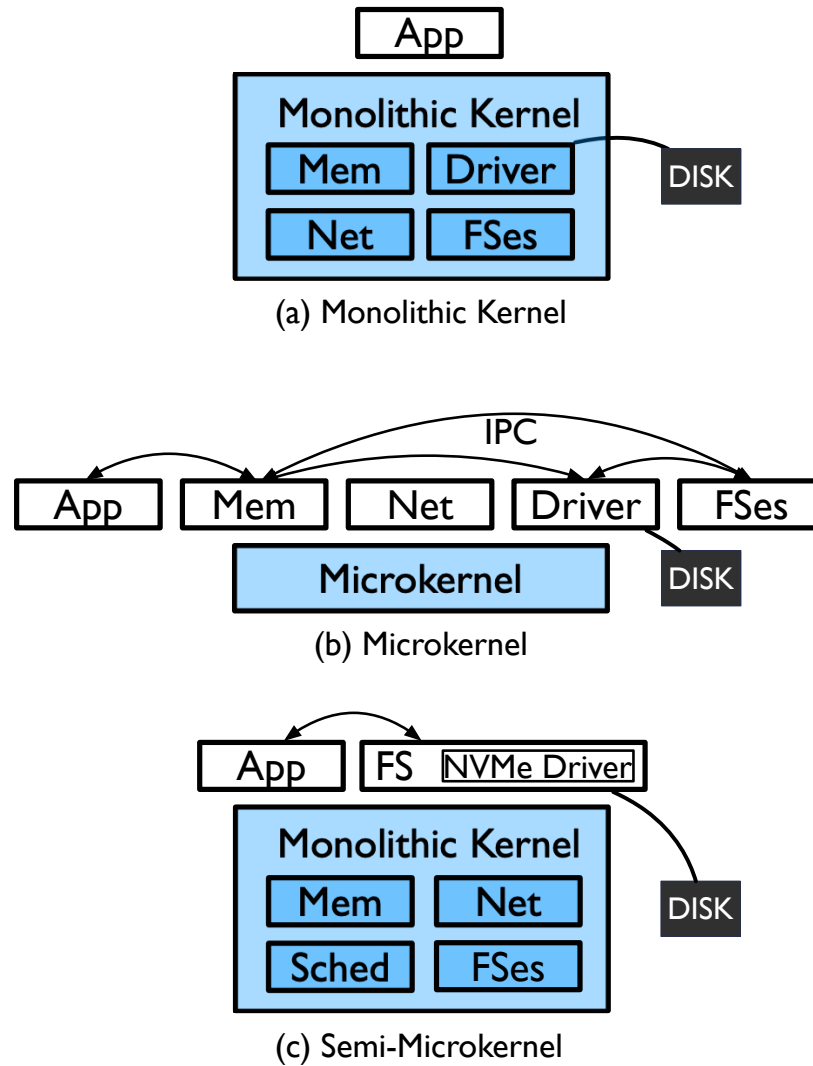 App
Monolithic Kernel
Mem Driver
DISK
Net FSes
(a) Monolithic Kernel
IPC
App Mem Net Driver FSes
Microkernel
DISK
(b) Microkernel
App FS NVMe Driver
Monolithic Kernel
Mem Net
DISK
Sched FSes
(c) Semi-Microkernel